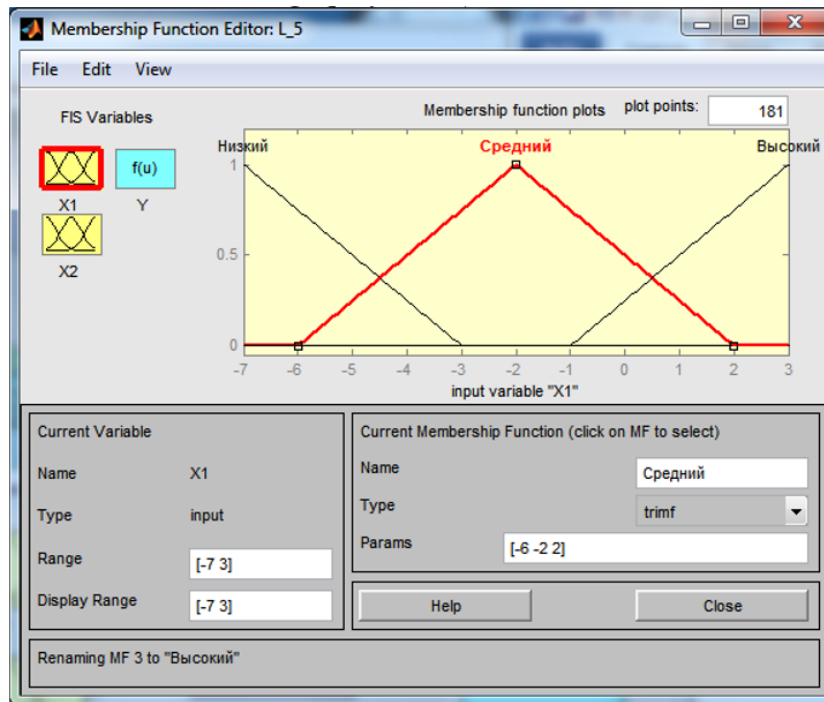 Membership Function Editor: L_5
File Edit View
FIS Variables
Membership function plots plot points: 181
f(u)
X1 Y
X2
Низкий Средний Высокий
1
0.5
0
-7 -6 -5 -4 -3 -2 -1 0 1 2 3
input variable "X1"
Current Variable
Name X1
Type input
Range [-7 3]
Display Range [-7 3]
Current Membership Function (click on MF to select)
Name Средний
Type trimf
Params [-6 -2 2]
Help Close
Renaming MF 3 to "Высокий"